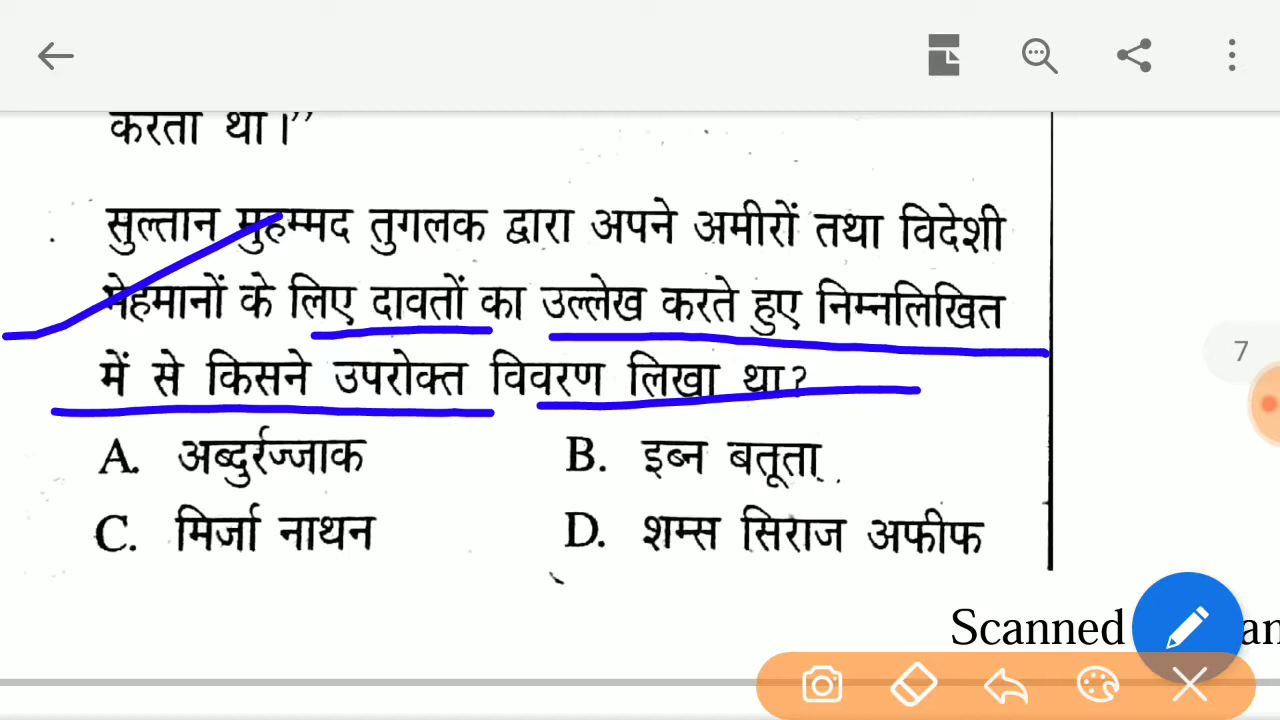 करता था।”
सुल्तान मुहम्मद तुगलक द्वारा अपने अमीरों तथा विदेशी
मेहमानों के लिए दावतों का उल्लेख करते हुए निम्नलिखित
में से किसने उपरोक्त विवरण लिखा था?
A. अब्दुर्रज्जाक B. इब्न बतूता
C. मिर्जा नाथन D. शम्स सिराज अफीफ
7
Scanned